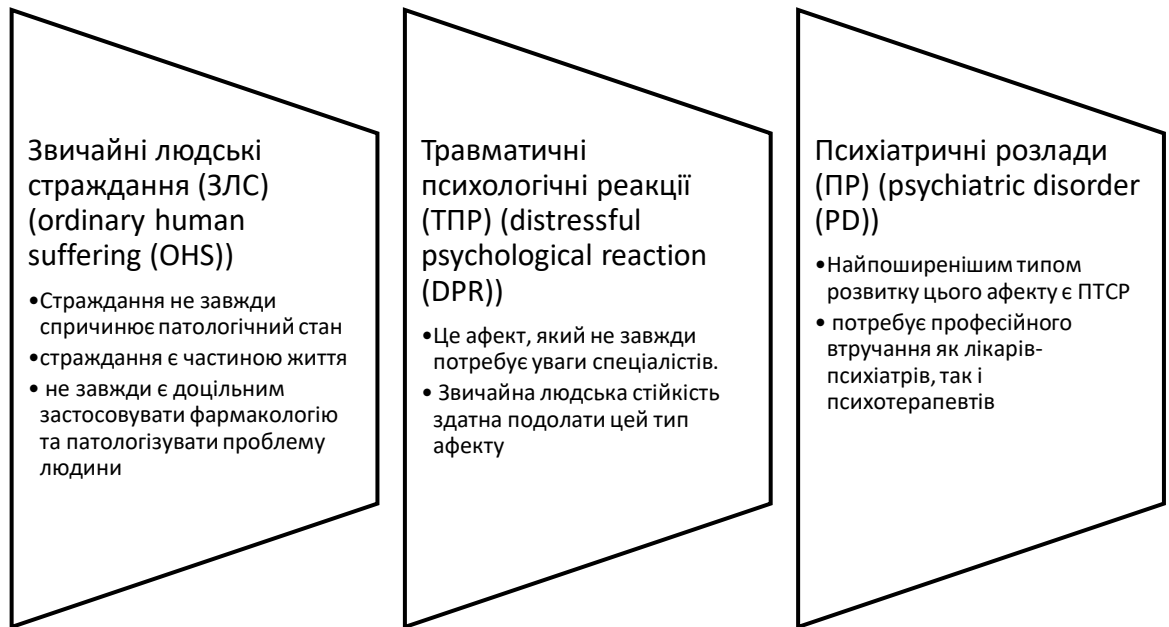 Звичайні людські
страждання (ЗЛС)
(ordinary human
suffering (OHS))
•Страждання не завжди
спричинює патологічний стан
•страждання є частиною життя
• не завжди є доцільним
застосовувати фармакологію
та патологізувати проблему
людини
Травматичні
психологічні реакції
(ТПР) (distressful
psychological reaction
(DPR))
•Це афект, який не завжди
потребує уваги спеціалістів.
• Звичайна людська стійкість
здатна подолати цей тип
афекту
Психіатричні розлади
(ПР) (psychiatric disorder
(PD))
•Найпоширенішим типом
розвитку цього афекту є ПТСР
• потребує професійного
втручання як лікарів-
психіатрів, так і
психотерапевтів